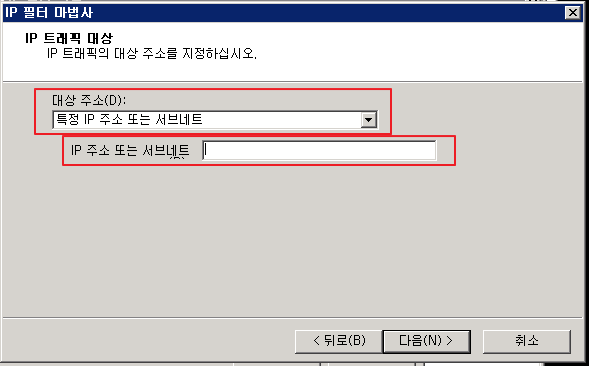 IP 필터 마법사
IP 트래픽 대상
IP 트래픽의 대상 주소를 지정하십시오.
대상 주소(D):
특정 IP 주소 또는 서브네트
IP 주소 또는 서브네트
< 뒤로(B)
다음(N) >
취소